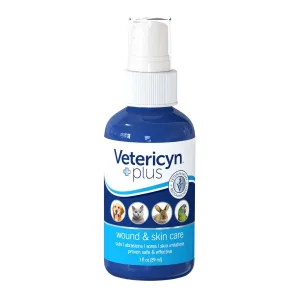 Vetericyn
plus
wound & skin care
cuts | abrasions | sores | skin irritations
proven safe & effective